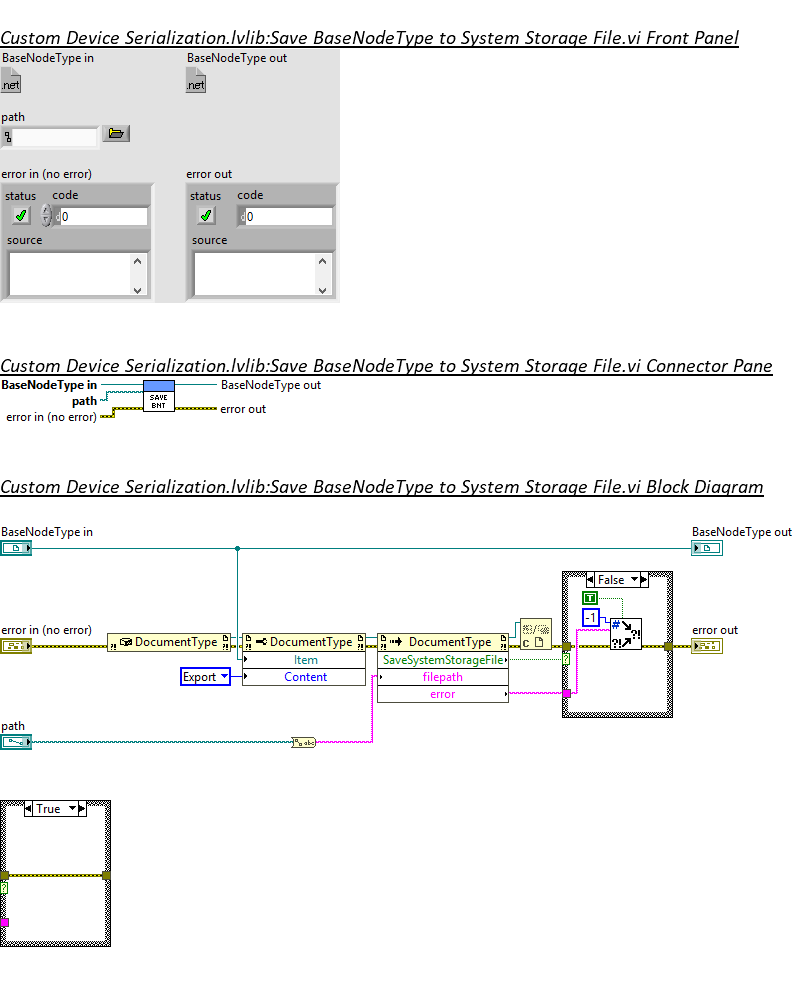 Custom Device Serialization.lvlib:Save BaseNodeType to System Storage File.vi Front Panel
BaseNodeType in
BaseNodeType out
.net
.net
path
error in (no error)
error out
status
code
status
code
0
0
source
source
Custom Device Serialization.lvlib:Save BaseNodeType to System Storage File.vi Connector Pane
BaseNodeType in
BaseNodeType out
path
SAVE
BNT
error in (no error)
error out
Custom Device Serialization.lvlib:Save BaseNodeType to System Storage File.vi Block Diagram
BaseNodeType in
BaseNodeType out
False
T
-1
#
?!
?!
error in (no error)
DocumentType
DocumentType
DocumentType
C
error out
Item
SaveSystemStorageFile
?
Export
Content
filepath
error
path
abc
True
?